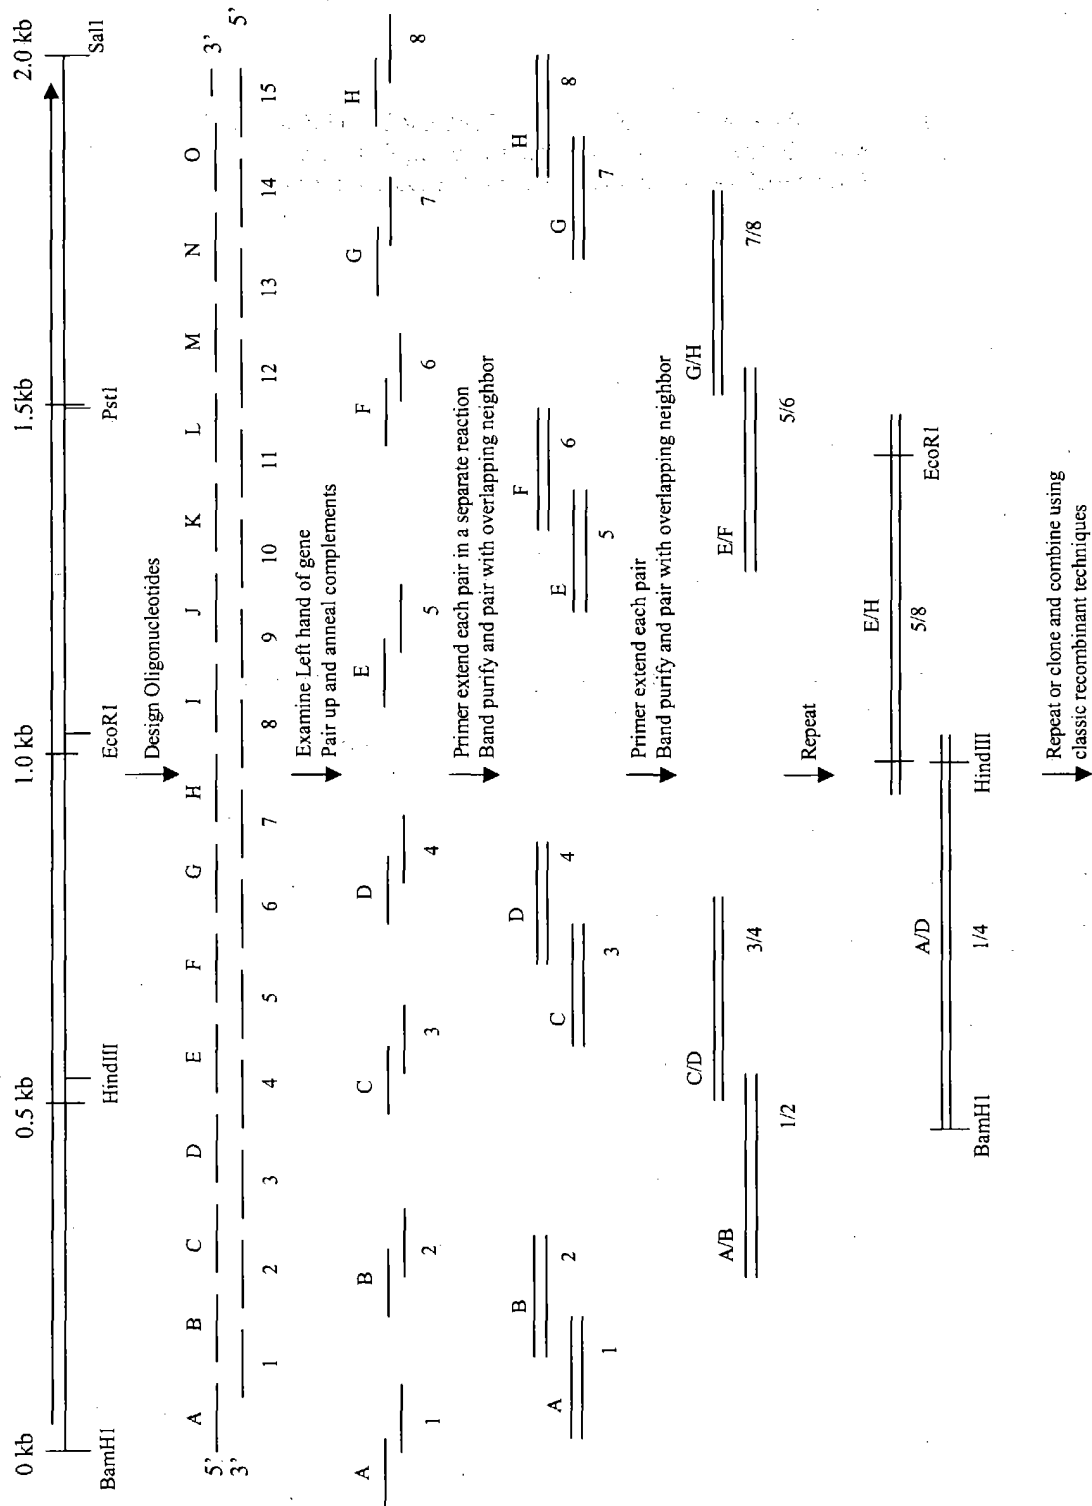 0 kb 0.5 kb 1.0 kb 1.5kb 2.0 kb
BamH1 HindIII EcoR1 Pst1 Sal1
Design Oligonucleotides
A B C D E F G H I J K L M N O
5' 3'
3' 5'
1 2 3 4 5 6 7 8 9 10 11 12 13 14 15
Examine Left hand of gene
Pair up and anneal complements
A B C D E F G H
1 2 3 4 5 6 7 8
Primer extend each pair in a separate reaction
Band purify and pair with overlapping neighbor
B D F H
2 4 6 8
A C E G
1 3 5 7
Primer extend each pair
Band purify and pair with overlapping neighbor
C/D G/H
3/4 7/8
A/B E/F
1/2 5/6
Repeat
E/H
5/8
EcoR1
A/D
1/4
BamH1 HindIII
Repeat or clone and combine using
classic recombinant techniques